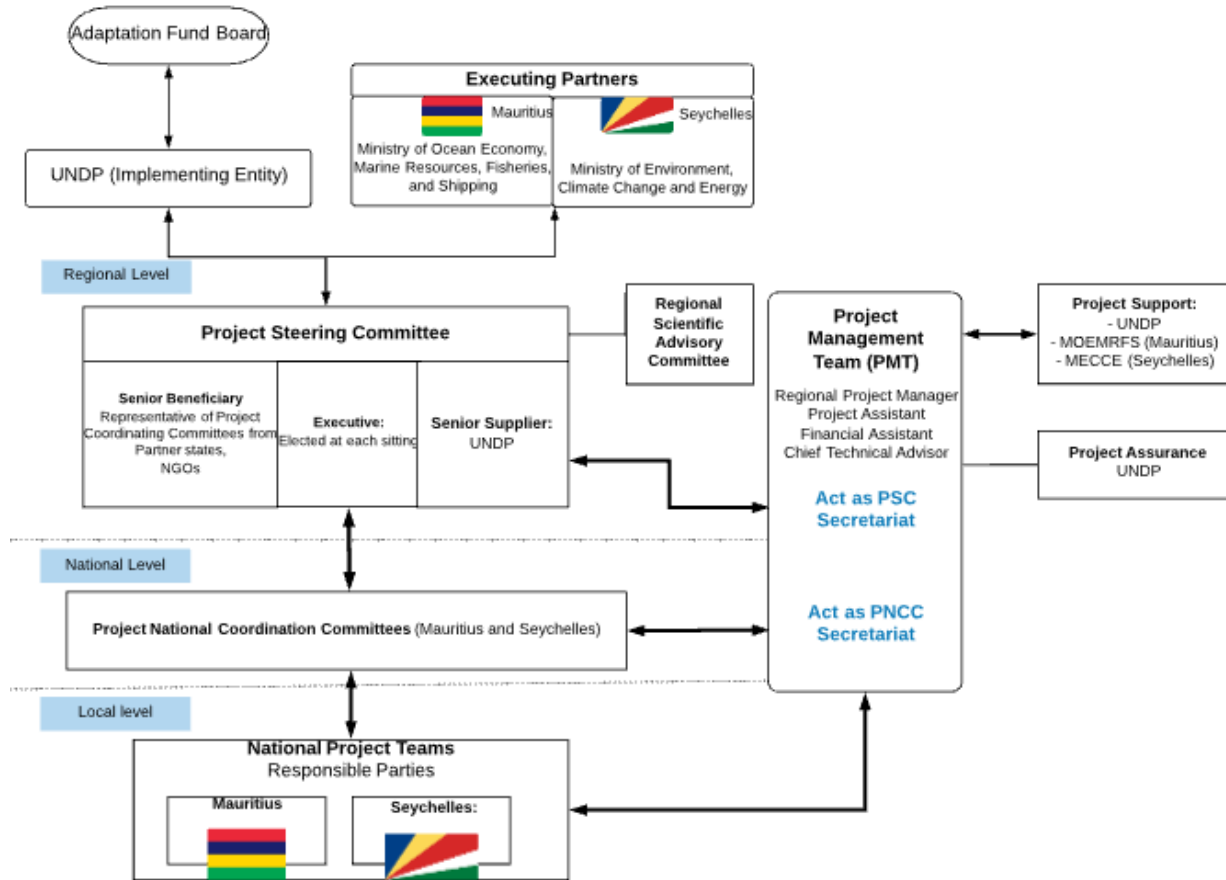 Adaptation Fund Board
UNDP (Implementing Entity)
Executing Partners
Mauritius
Ministry of Ocean Economy,
Marine Resources, Fisheries,
and Shipping
Seychelles
Ministry of Environment,
Climate Change and Energy
Regional Level
Project Steering Committee
Senior Beneficiary
Representative of Project
Coordinating Committees from
Partner states,
NGOs
Executive:
Elected at each sitting
Senior Supplier:
UNDP
Regional
Scientific
Advisory
Committee
Project
Management
Team (PMT)
Regional Project Manager
Project Assistant
Financial Assistant
Chief Technical Advisor
Act as PSC
Secretariat
Act as PNCC
Secretariat
Project Support:
- UNDP
- MOEMRFS (Mauritius)
- MECCE (Seychelles)
Project Assurance
UNDP
National Level
Project National Coordination Committees (Mauritius and Seychelles)
Local level
National Project Teams
Responsible Parties
Mauritius
Seychelles: